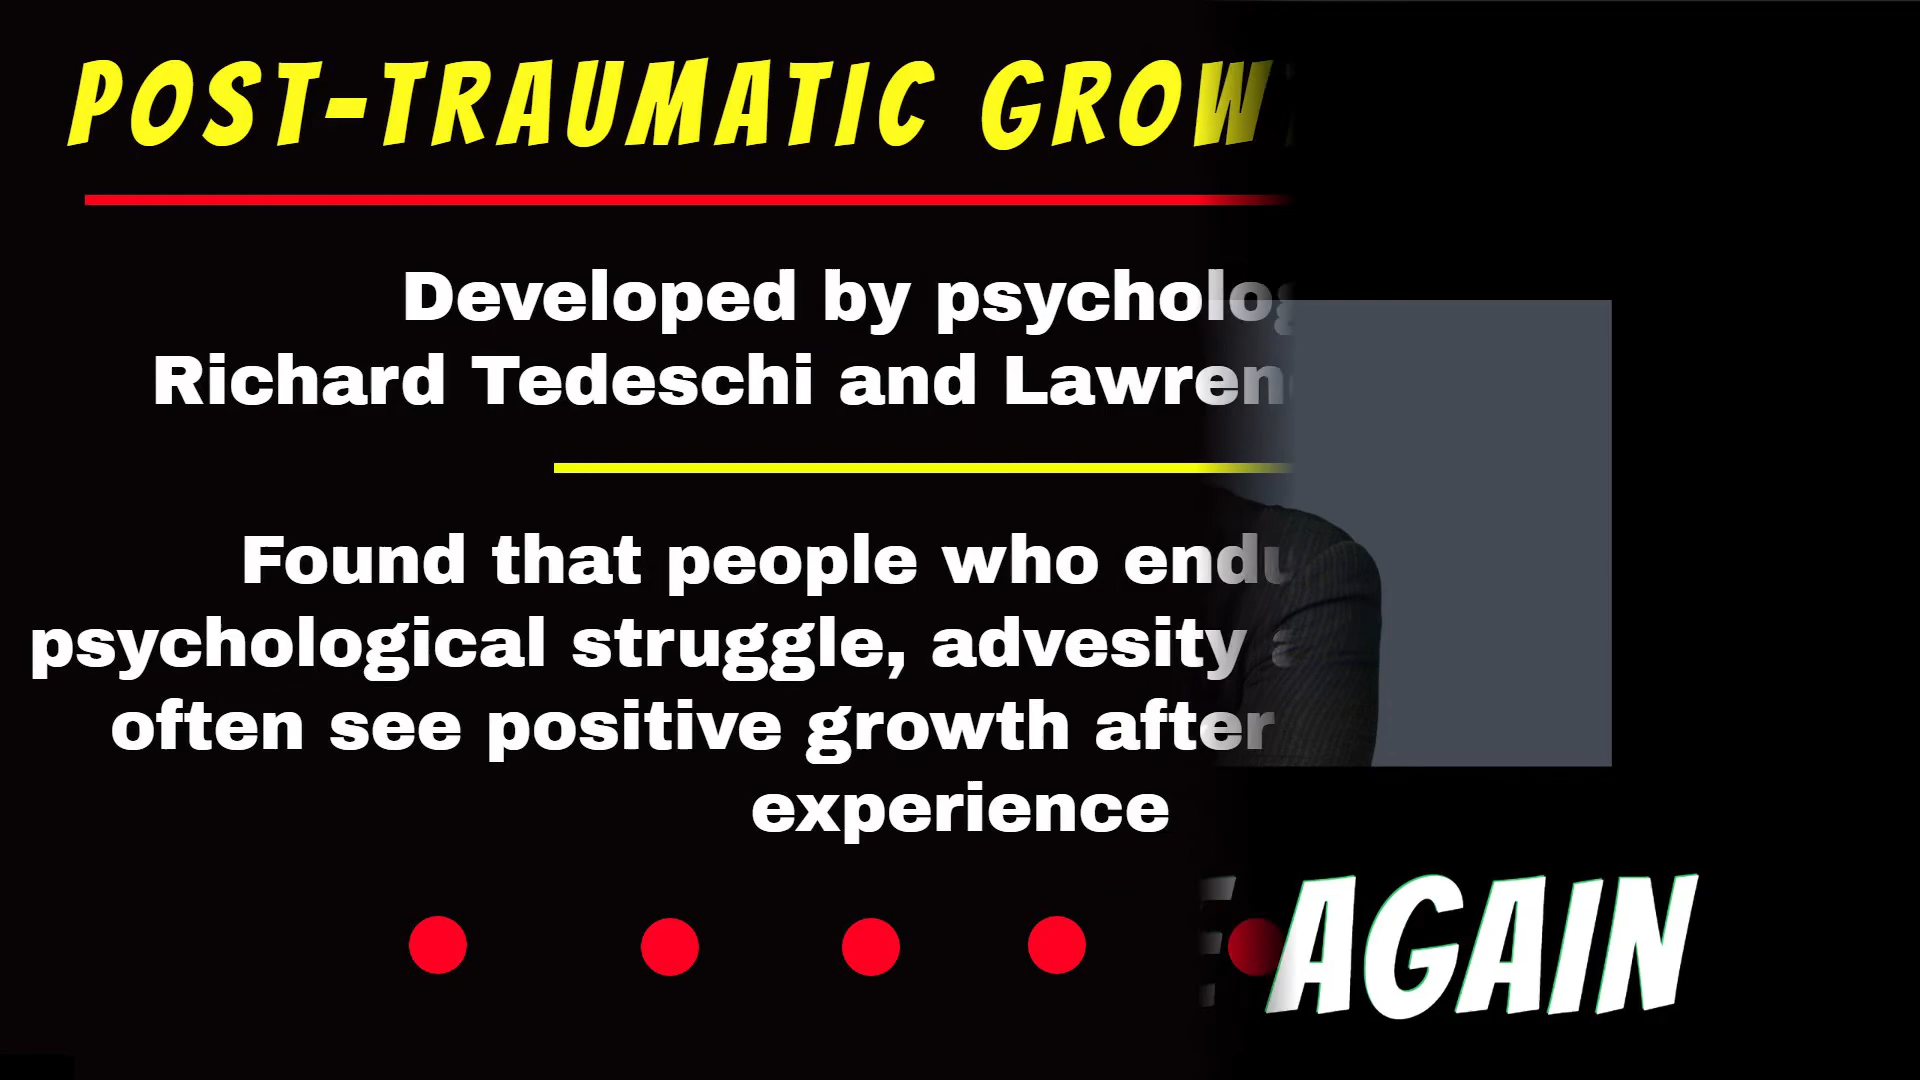 POST-TRAUMATIC GROW
Developed by psycholog
Richard Tedeschi and Lawren
Found that people who endu
psychological struggle, advesity a
often see positive growth after
experience
E AGAIN